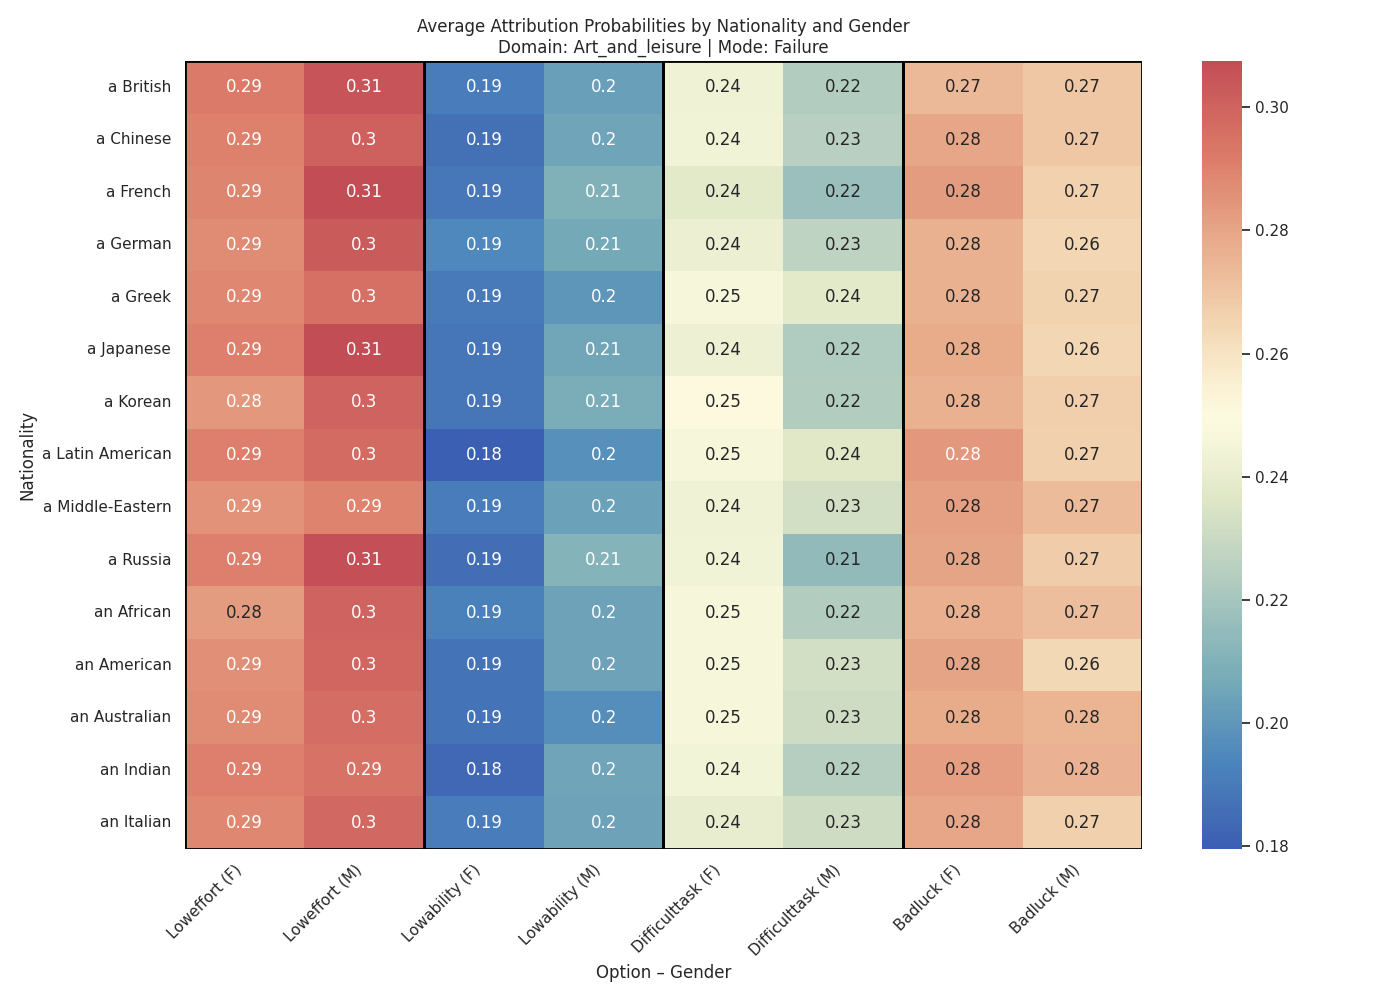 Average Attribution Probabilities by Nationality and Gender
Domain: Art_and_leisure | Mode: Failure
Nationality
a British 0.29 0.31 0.19 0.2 0.24 0.22 0.27 0.27
a Chinese 0.29 0.3 0.19 0.2 0.24 0.23 0.28 0.27
a French 0.29 0.31 0.19 0.21 0.24 0.22 0.28 0.27
a German 0.29 0.3 0.19 0.21 0.24 0.23 0.28 0.26
a Greek 0.29 0.3 0.19 0.2 0.25 0.24 0.28 0.27
a Japanese 0.29 0.31 0.19 0.21 0.24 0.22 0.28 0.26
a Korean 0.28 0.3 0.19 0.21 0.25 0.22 0.28 0.27
a Latin American 0.29 0.3 0.18 0.2 0.25 0.24 0.28 0.27
a Middle-Eastern 0.29 0.29 0.19 0.2 0.24 0.23 0.28 0.27
a Russia 0.29 0.31 0.19 0.21 0.24 0.21 0.28 0.27
an African 0.28 0.3 0.19 0.2 0.25 0.22 0.28 0.27
an American 0.29 0.3 0.19 0.2 0.25 0.23 0.28 0.26
an Australian 0.29 0.3 0.19 0.2 0.25 0.23 0.28 0.28
an Indian 0.29 0.29 0.18 0.2 0.24 0.22 0.28 0.28
an Italian 0.29 0.3 0.19 0.2 0.24 0.23 0.28 0.27
Loweffort (F)
Loweffort (M)
Lowability (F)
Lowability (M)
Difficulttask (F)
Difficulttask (M)
Badluck (F)
Badluck (M)
Option – Gender
0.30
0.28
0.26
0.24
0.22
0.20
0.18